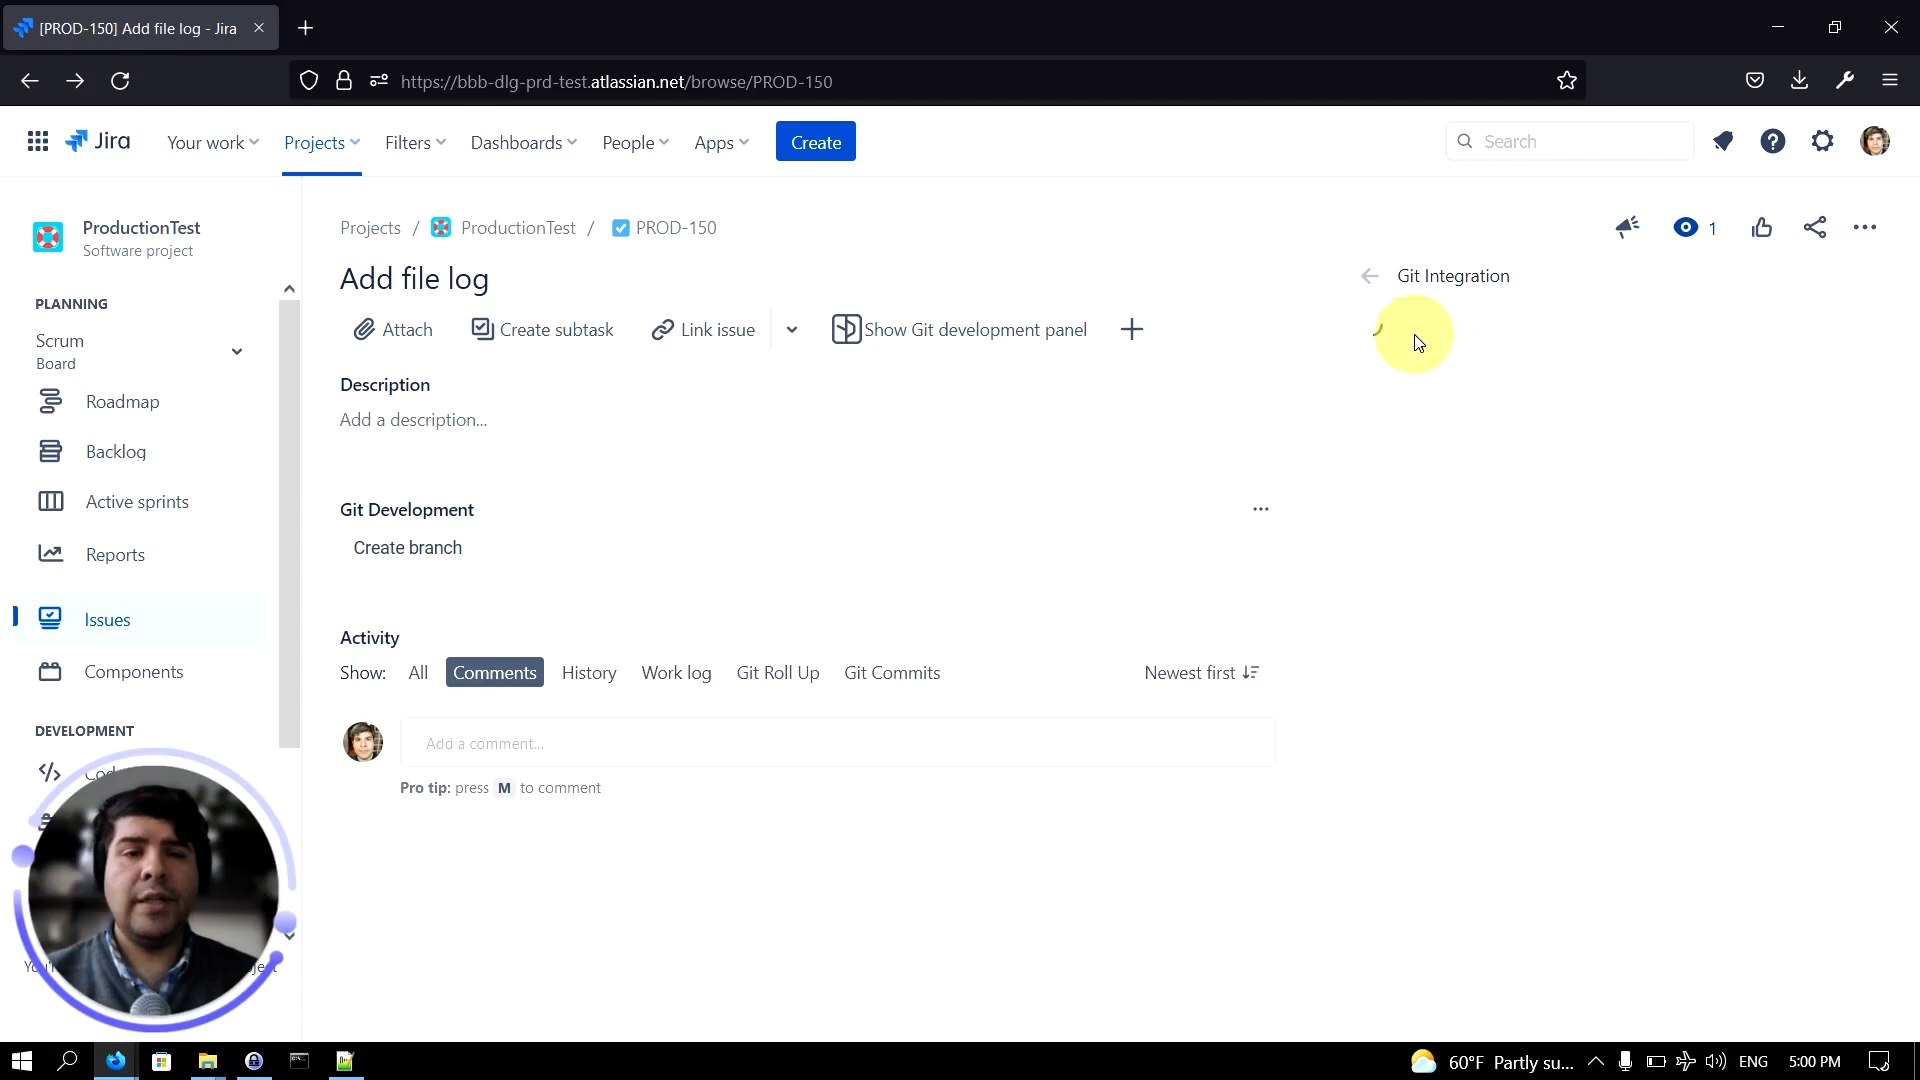 [PROD-150] Add file log - Jira
https://bbb-dlg-prd-test.atlassian.net/browse/PROD-150
Jira
Your work
Projects
Filters
Dashboards
People
Apps
Create
Search
ProductionTest
Software project
PLANNING
Scrum
Board
Roadmap
Backlog
Active sprints
Reports
Issues
Components
DEVELOPMENT
Projects / ProductionTest / PROD-150
1
Add file log
Git Integration
Attach
Create subtask
Link issue
Show Git development panel
Description
Add a description...
Git Development
Create branch
Activity
Show: All Comments History Work log Git Roll Up Git Commits
Newest first
Add a comment...
Pro tip: press M to comment
60°F Partly su...
ENG
5:00 PM